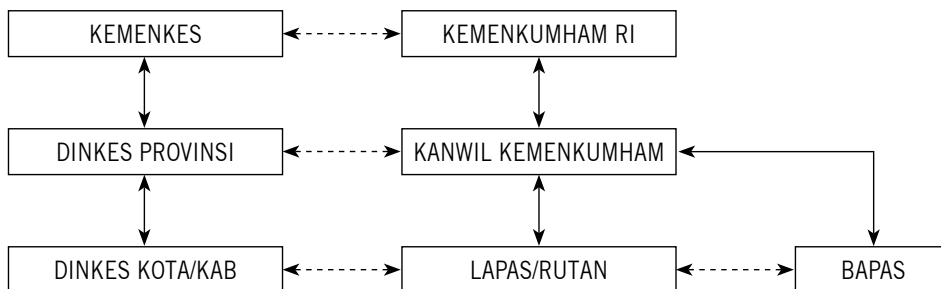 KEMENKES
KEMENKUMHAM RI
DINKES PROVINSI
KANWIL KEMENKUMHAM
DINKES KOTA/KAB
LAPAS/RUTAN
BAPAS